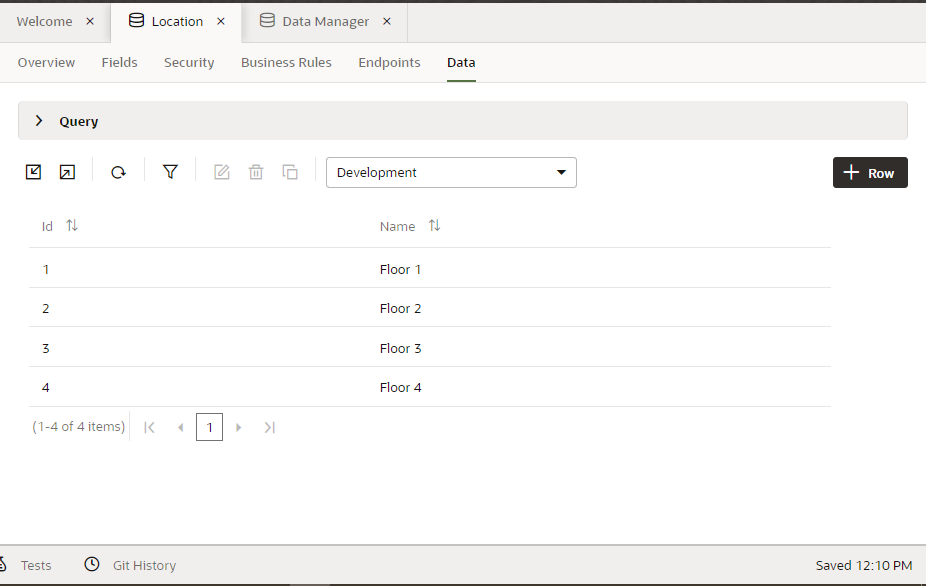 Welcome × Location × Data Manager ×
Overview Fields Security Business Rules Endpoints Data
Query
Development + Row
Id Name
1 Floor 1
2 Floor 2
3 Floor 3
4 Floor 4
(1-4 of 4 items) 1
Tests Git History Saved 12:10 PM